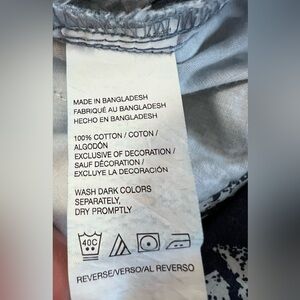 MADE IN BANGLADESH
FABRIQUÉ AU BANGLADESH
HECHO EN BANGLADESH
100% COTTON / COTON /
ALGODÓN
EXCLUSIVE OF DECORATION /
SAUF DÉCORATION /
EXCLUYE LA DECORACIÓN
WASH DARK COLORS
SEPARATELY,
DRY PROMPTLY
40C
REVERSE/VERSO/AL REVERSO